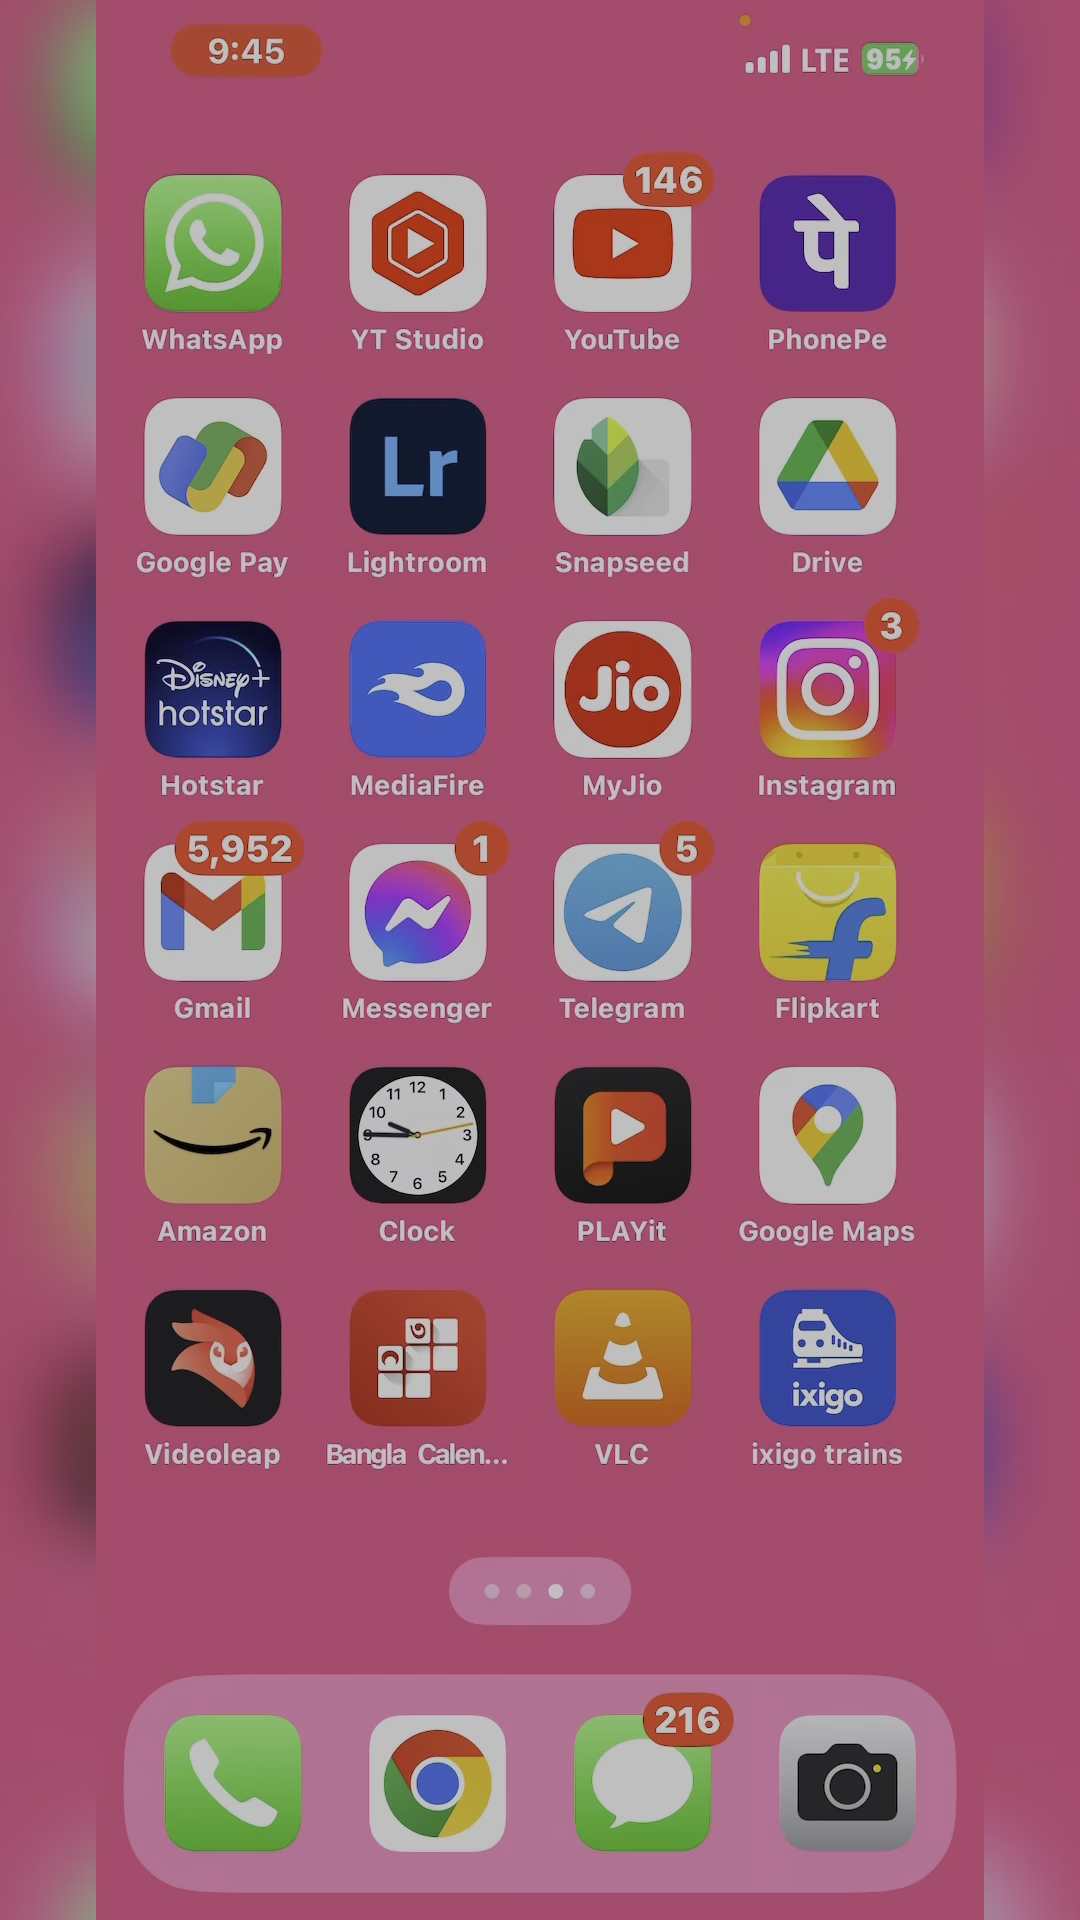 9:45 LTE 95
146
पे
WhatsApp YT Studio YouTube PhonePe
Lr
Google Pay Lightroom Snapseed Drive
3
Disney+
hotstar
Jio
Hotstar MediaFire MyJio Instagram
5,952 1 5
f
Gmail Messenger Telegram Flipkart
12
11 1
10 2
9 3
8 4
7 5
6
Amazon Clock PLAYit Google Maps
ixigo
Videoleap Bangla Calen... VLC ixigo trains
216